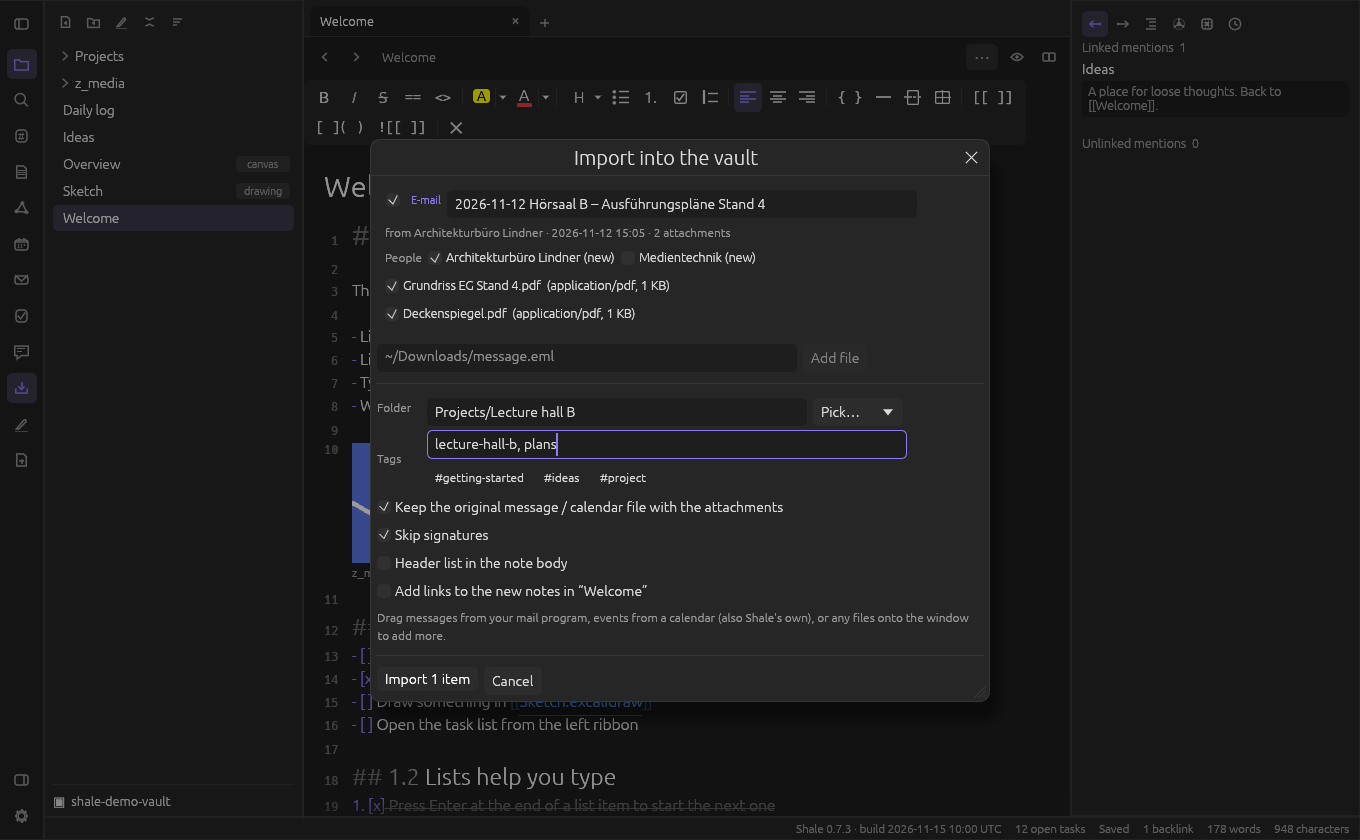 Welcome
Projects
z_media
Daily log
Ideas
Overview canvas
Sketch drawing
Welcome
shale-demo-vault
Welcome
B I S == <> A A H 1. { } [[ ]]
[ ]( ) ![[ ]]
Wel
1 #
2
3 Th
4
5 - Li
6 - Li
7 - Ty
8 - W
9
10
z_m
11
12 ##
13 - [ ]
14 - [x
15 - [ ] Draw something in [[Sketch.excalidraw]]
16 - [ ] Open the task list from the left ribbon
17
18 ## 1.2 Lists help you type
19 1. [x] Press Enter at the end of a list item to start the next one
Import into the vault
E-mail 2026-11-12 Hörsaal B – Ausführungspläne Stand 4
from Architekturbüro Lindner · 2026-11-12 15:05 · 2 attachments
People Architekturbüro Lindner (new) Medientechnik (new)
Grundriss EG Stand 4.pdf (application/pdf, 1 KB)
Deckenspiegel.pdf (application/pdf, 1 KB)
~/Downloads/message.eml Add file
Folder Projects/Lecture hall B Pick…
lecture-hall-b, plans
Tags
#getting-started #ideas #project
Keep the original message / calendar file with the attachments
Skip signatures
Header list in the note body
Add links to the new notes in “Welcome”
Drag messages from your mail program, events from a calendar (also Shale's own), or any files onto the window
to add more.
Import 1 item Cancel
Linked mentions 1
Ideas
A place for loose thoughts. Back to
[[Welcome]].
Unlinked mentions 0
Shale 0.7.3 · build 2026-11-15 10:00 UTC 12 open tasks Saved 1 backlink 178 words 948 characters